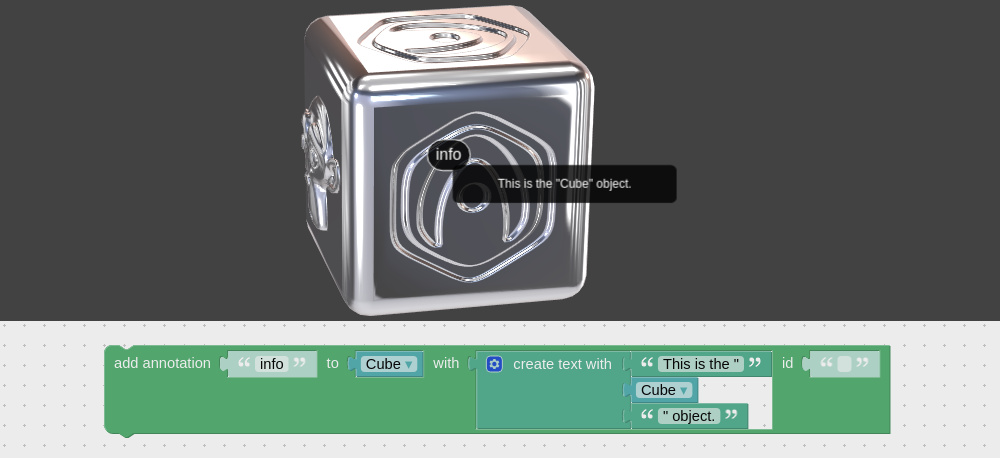 info
This is the "Cube" object.
add annotation “ info ” to Cube ▾ with create text with “ This is the " ” id “ ”
Cube ▾
“ " object. ”